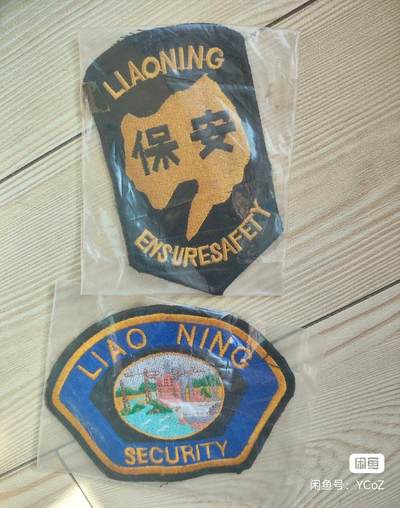 LIAONING
保安
ENSURESAFETY
LIAO NING
SECURITY
闲鱼
闲鱼号：YCoZ